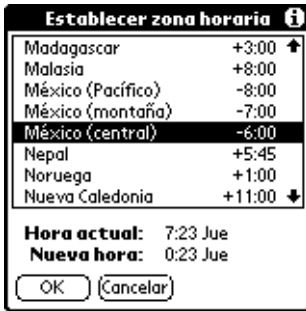 Establecer zona horaria
Madagascar +3:00
Malasia +8:00
México (Pacífico) -8:00
México (montaña) -7:00
México (central) -6:00
Nepal +5:45
Noruega +1:00
Nueva Caledonia +11:00
Hora actual: 7:23 Jue
Nueva hora: 0:23 Jue
OK Cancelar